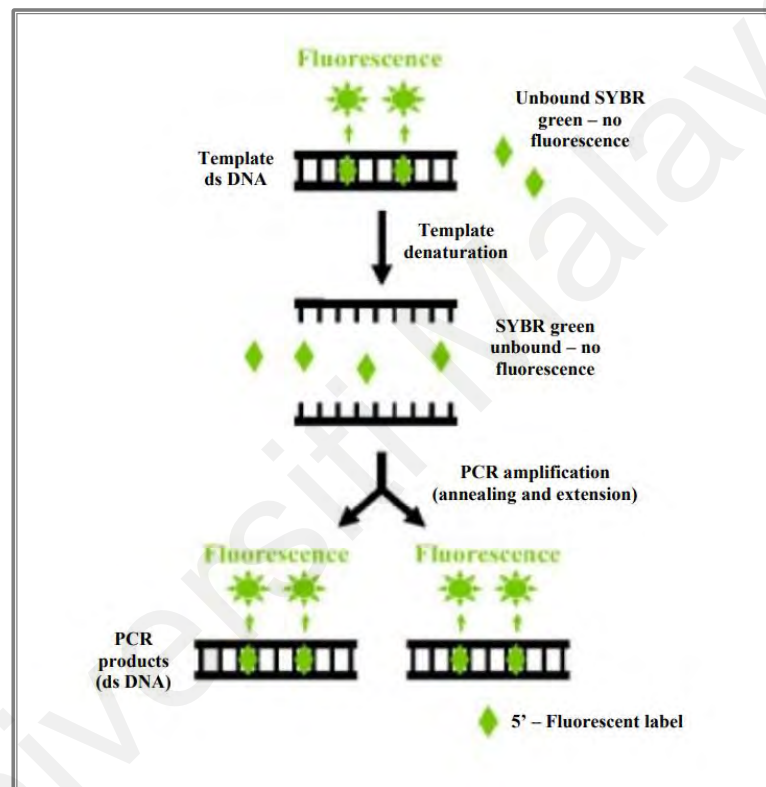 Fluorescence
Unbound SYBR
green – no
fluorescence
Template
ds DNA
Template
denaturation
SYBR green
unbound – no
fluorescence
PCR amplification
(annealing and extension)
Fluorescence
Fluorescence
PCR
products
(ds DNA)
5’ – Fluorescent label